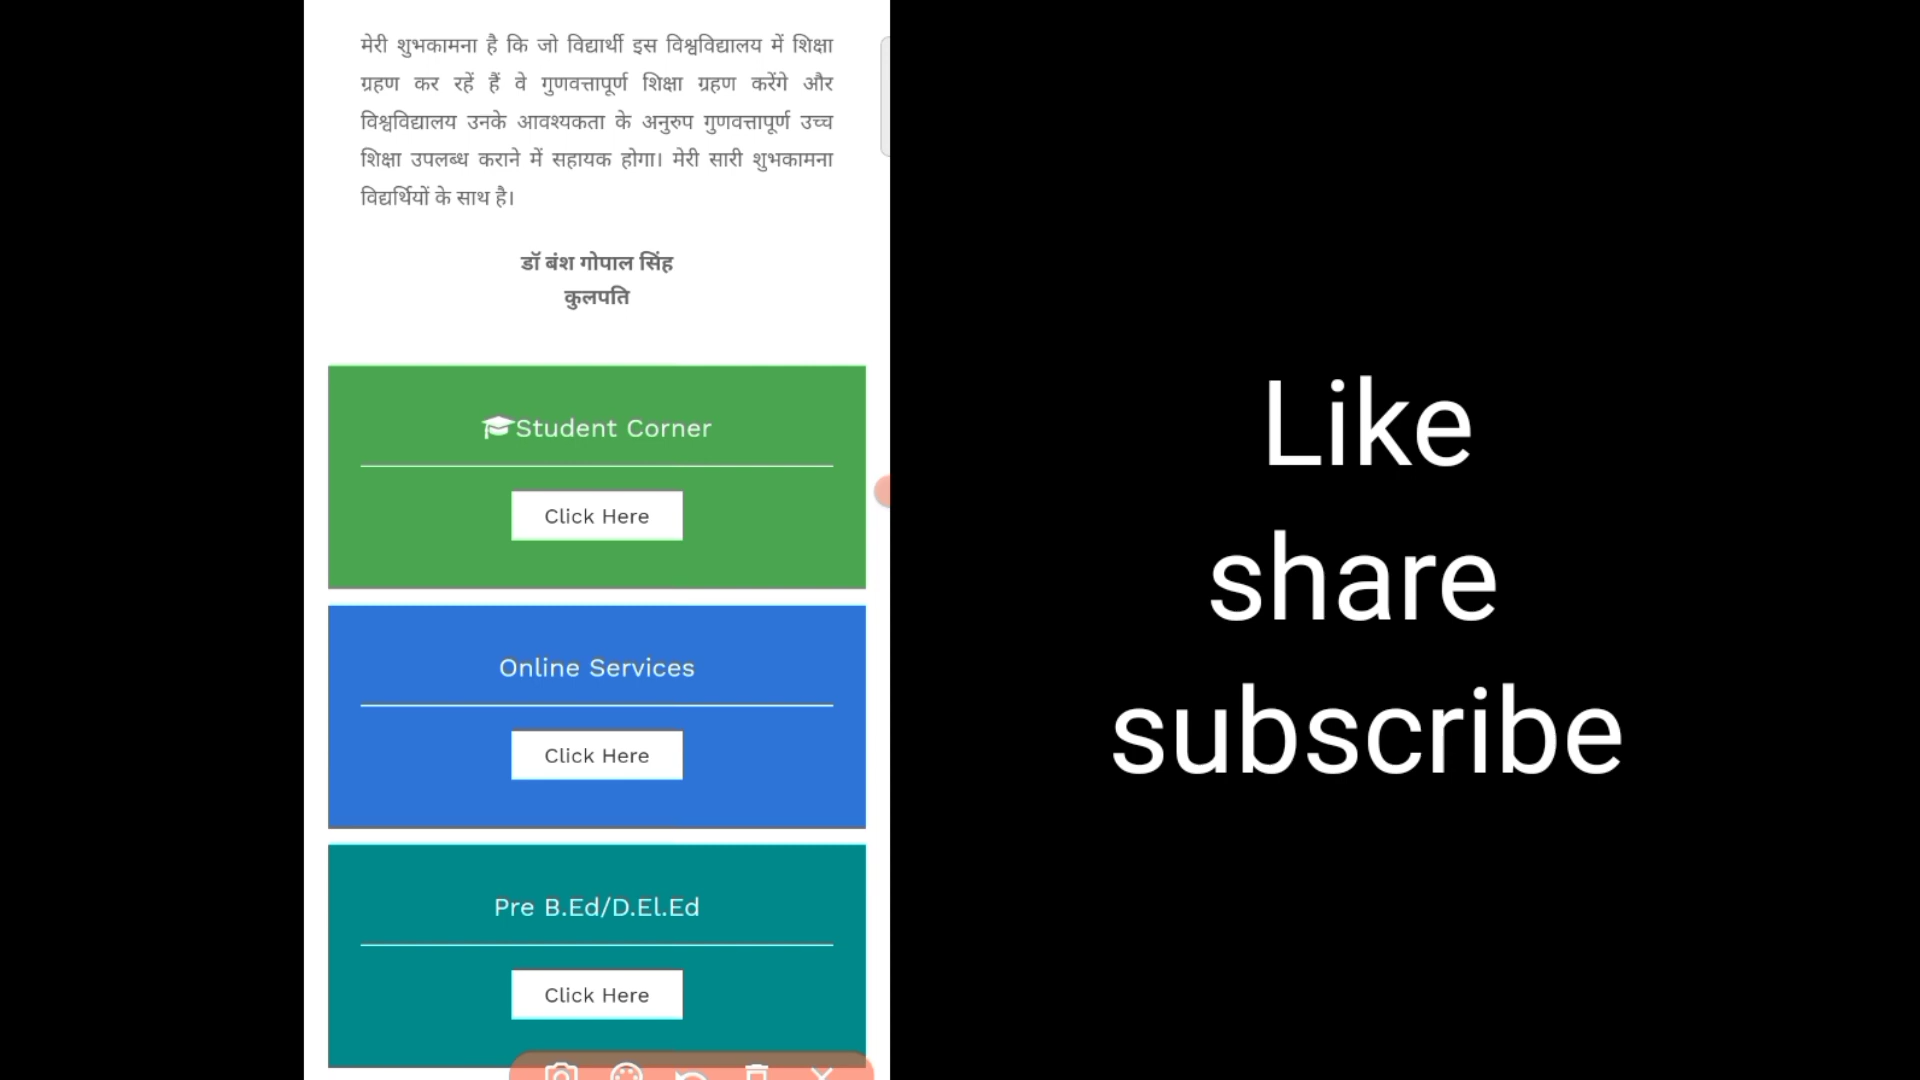 मेरी शुभकामना है कि जो विद्यार्थी इस विश्वविद्यालय में शिक्षा
ग्रहण कर रहें हैं वे गुणवत्तापूर्ण शिक्षा ग्रहण करेंगे और
विश्वविद्यालय उनके आवश्यकता के अनुरुप गुणवत्तापूर्ण उच्च
शिक्षा उपलब्ध कराने में सहायक होगा। मेरी सारी शुभकामना
विद्यर्थियों के साथ है।
डॉ बंश गोपाल सिंह
कुलपति
Student Corner
Click Here
Online Services
Click Here
Pre B.Ed/D.El.Ed
Click Here
Like
share
subscribe